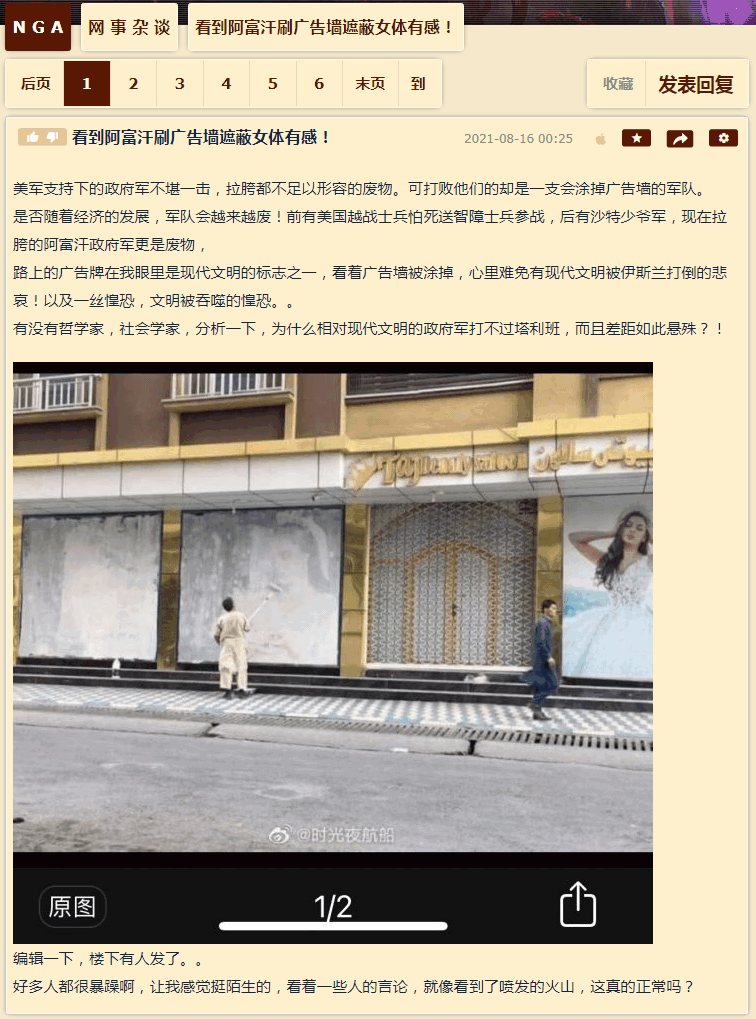 NGA 网事杂谈 看到阿富汗刷广告墙遮蔽女体有感！
后页 1 2 3 4 5 6 末页 到 收藏 发表回复
看到阿富汗刷广告墙遮蔽女体有感！ 2021-08-16 00:25
美军支持下的政府军不堪一击，拉胯都不足以形容的废物。可打败他们的却是一支会涂掉广告墙的军队。
是否随着经济的发展，军队会越来越废！前有美国越战士兵怕死送智障士兵参战，后有沙特少爷军，现在拉
胯的阿富汗政府军更是废物，
路上的广告牌在我眼里是现代文明的标志之一，看着广告墙被涂掉，心里难免有现代文明被伊斯兰打倒的悲
哀！以及一丝惶恐，文明被吞噬的惶恐。。
有没有哲学家，社会学家，分析一下，为什么相对现代文明的政府军打不过塔利班，而且差距如此悬殊？！
@时光夜航船
原图 1/2
编辑一下，楼下有人发了。。
好多人都很暴躁啊，让我感觉挺陌生的，看着一些人的言论，就像看到了喷发的火山，这真的正常吗？